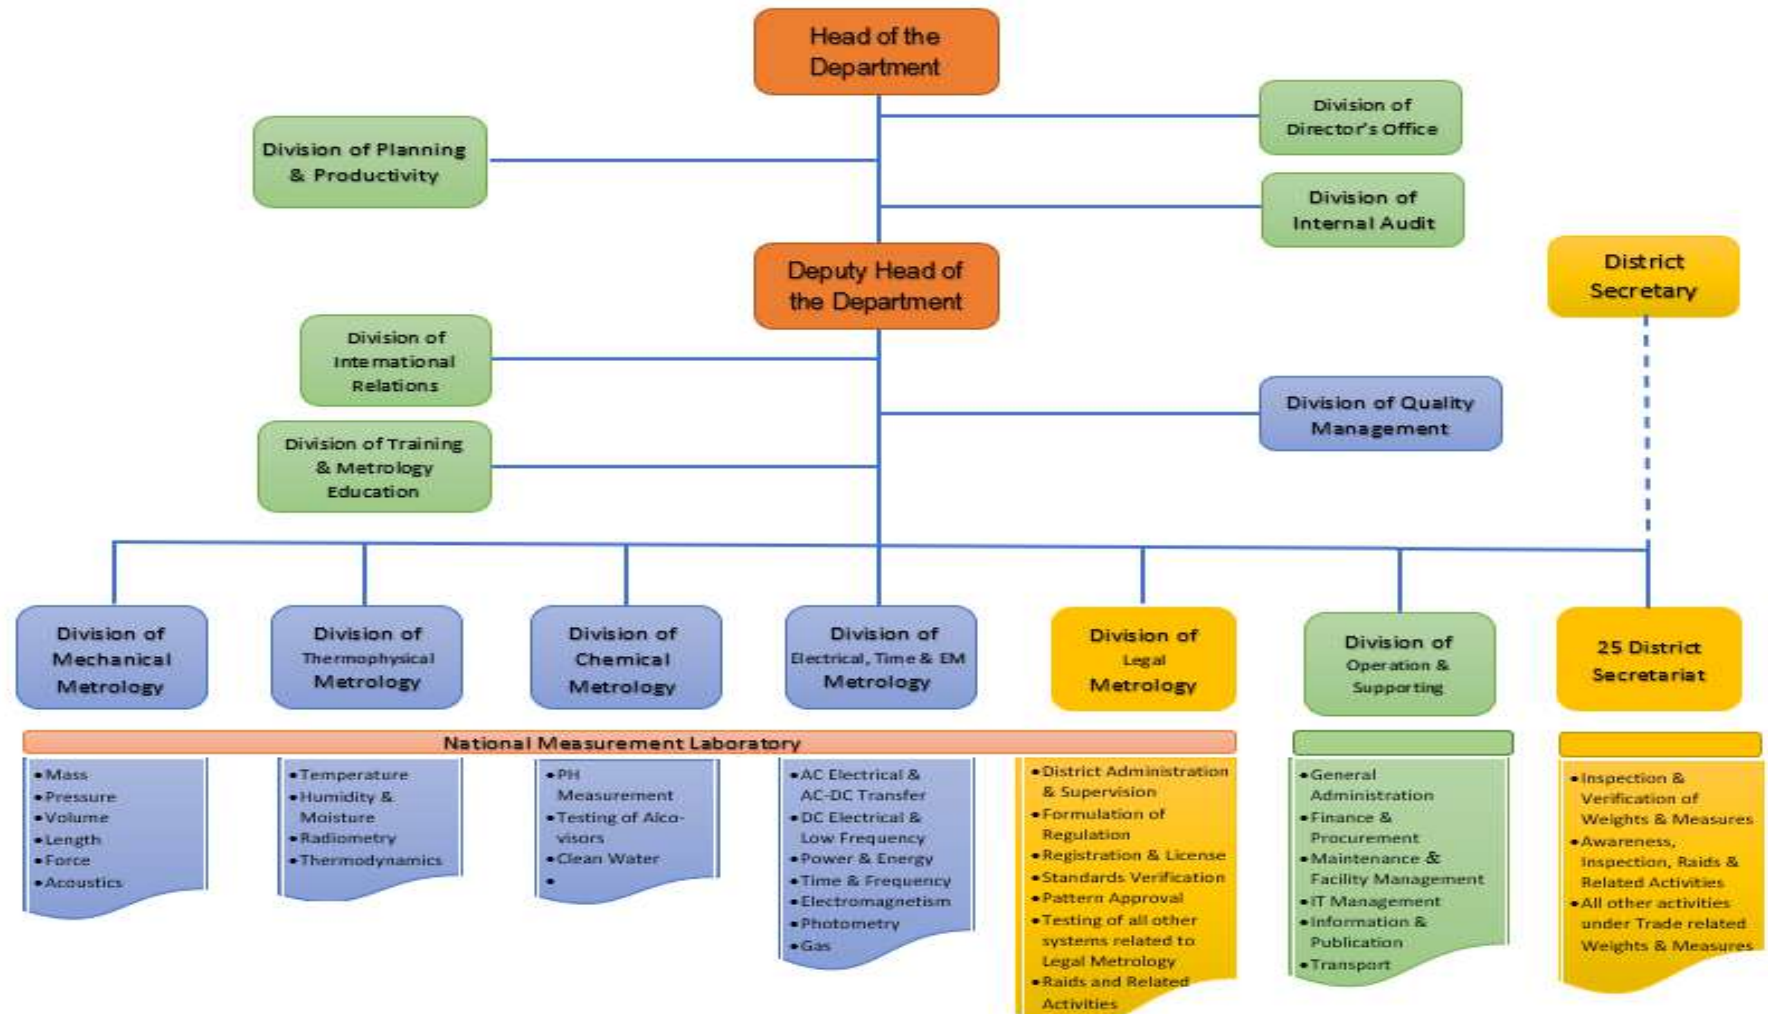 Head of the
Department
Division of
Director's Office
Division of Planning
& Productivity
Division of
Internal Audit
Deputy Head of
the Department
District
Secretary
Division of
International
Relations
Division of Quality
Management
Division of Training
& Metrology
Education
Division of
Mechanical
Metrology
Division of
Thermophysical
Metrology
Division of
Chemical
Metrology
Division of
Electrical, Time & EM
Metrology
Division of
Legal
Metrology
Division of
Operation &
Supporting
25 District
Secretariat
National Measurement Laboratory
•Mass
•Pressure
•Volume
•Length
•Force
•Acoustics
•Temperature
•Humidity &
Moisture
•Radiometry
•Thermodynamics
•PH
Measurement
•Testing of Alco-
visors
•Clean Water
•
•AC Electrical &
AC-DC Transfer
•DC Electrical &
Low Frequency
•Power & Energy
•Time & Frequency
•Electromagnetism
•Photometry
•Gas
•District Administration
& Supervision
•Formulation of
Regulation
•Registration & License
•Standards Verification
•Pattern Approval
•Testing of all other
systems related to
Legal Metrology
•Raids and Related
Activities
•General
Administration
•Finance &
Procurement
•Maintenance &
Facility Management
•IT Management
•Information &
Publication
•Transport
•Inspection &
Verification of
Weights & Measures
•Awareness,
Inspection, Raids &
Related Activities
•All other activities
under Trade related
Weights & Measures